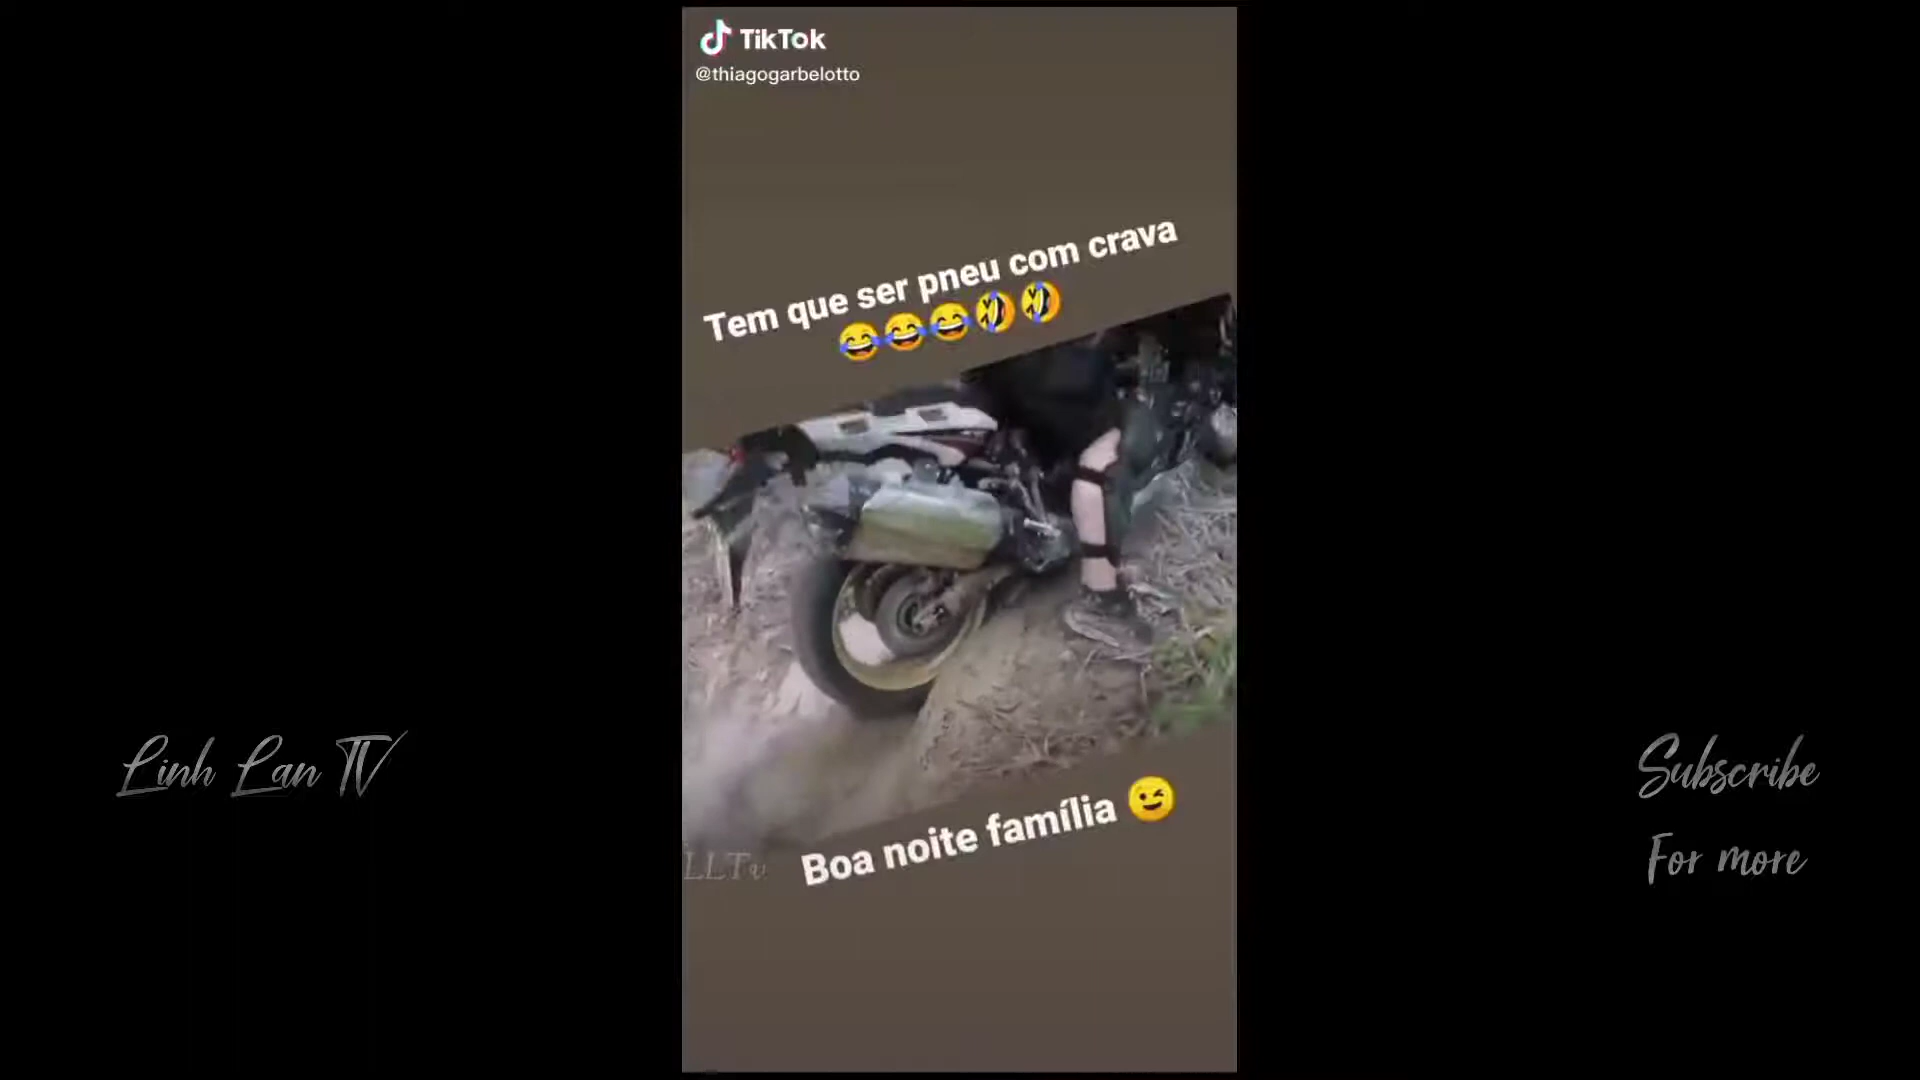 TikTok
@thiagogarbelotto
Tem que ser pneu com crava
😂😂😂🤣🤣
Linh Lan TV
Subscribe
For more
LLTv
Boa noite família 😉